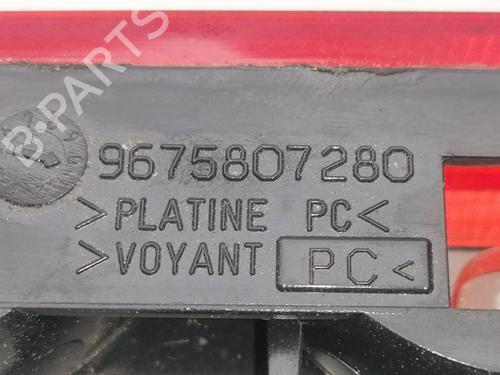 B-PARTS
9675807280
>PLATINE PC<
>VOYANT PC<